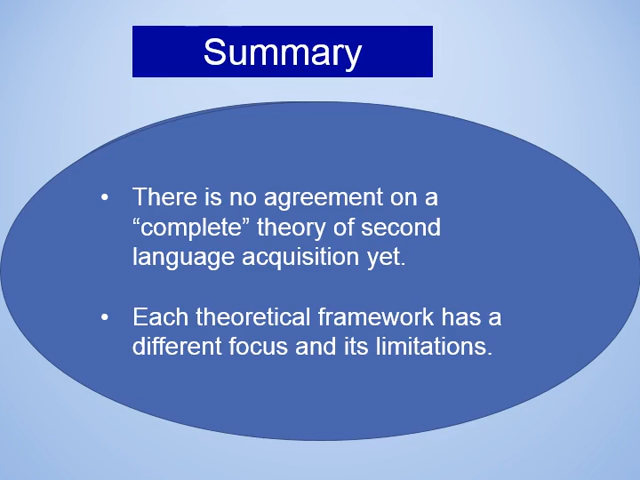 Summary
• There is no agreement on a
“complete” theory of second
language acquisition yet.
• Each theoretical framework has a
different focus and its limitations.